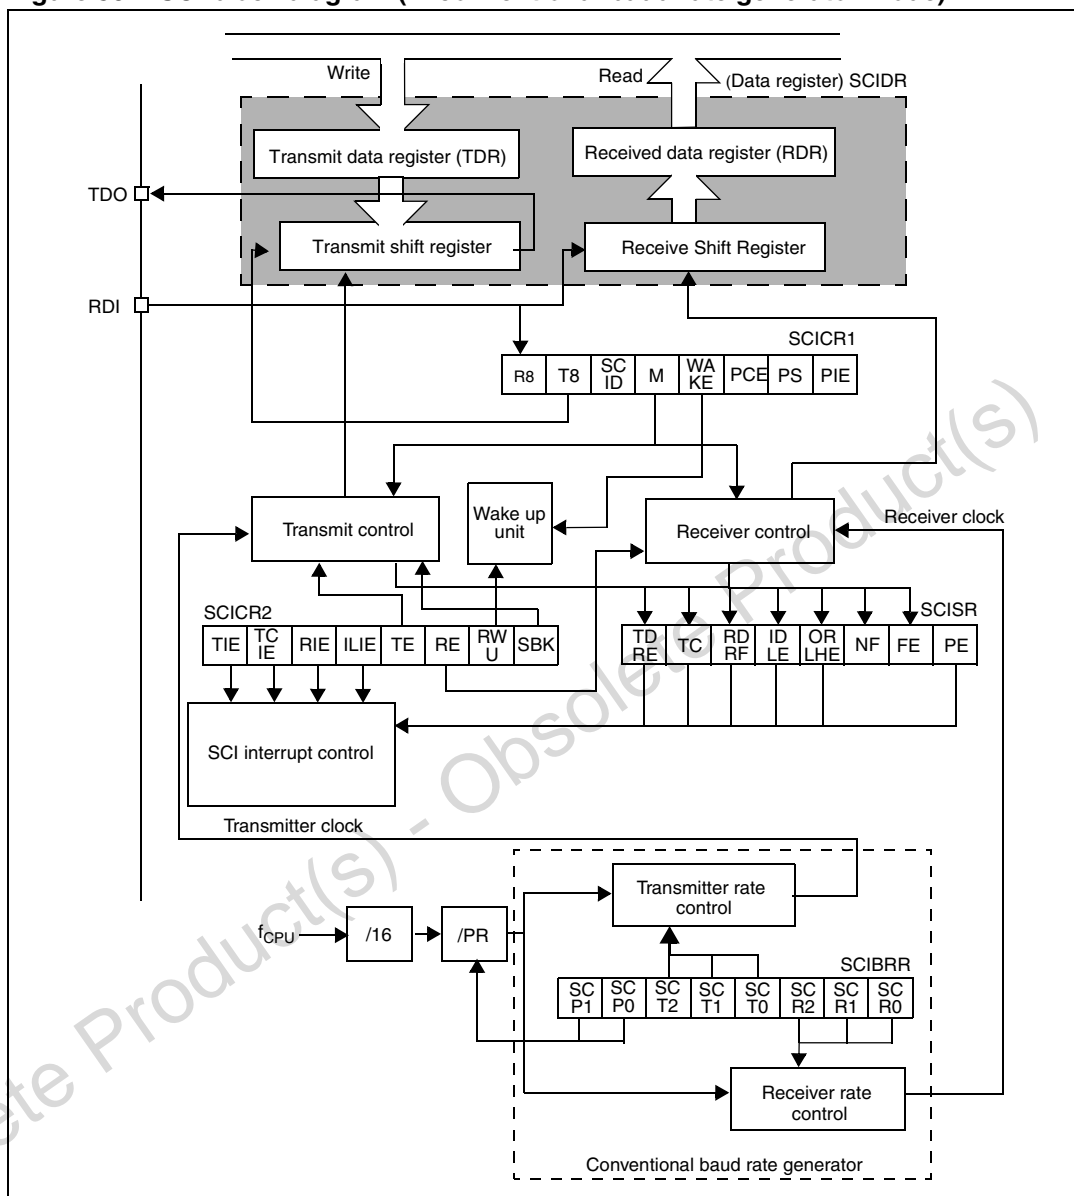 Write
Read
(Data register) SCIDR
Transmit data register (TDR)
Received data register (RDR)
TDO
Transmit shift register
Receive Shift Register
RDI
SCICR1
R8 T8 SC ID M WA KE PCE PS PIE
Transmit control
Wake up
unit
Receiver control
Receiver clock
SCICR2
TIE TC IE RIE ILIE TE RE RW U SBK
SCISR
TD RE TC RD RF ID LE OR LHE NF FE PE
SCI interrupt control
Transmitter clock
Transmitter rate
control
fCPU
/16
/PR
SCIBRR
SC P1 SC P0 SC T2 SC T1 SC T0 SC R2 SC R1 SC R0
Receiver rate
control
Conventional baud rate generator
ete Product(s) - Obsolete Product(s)